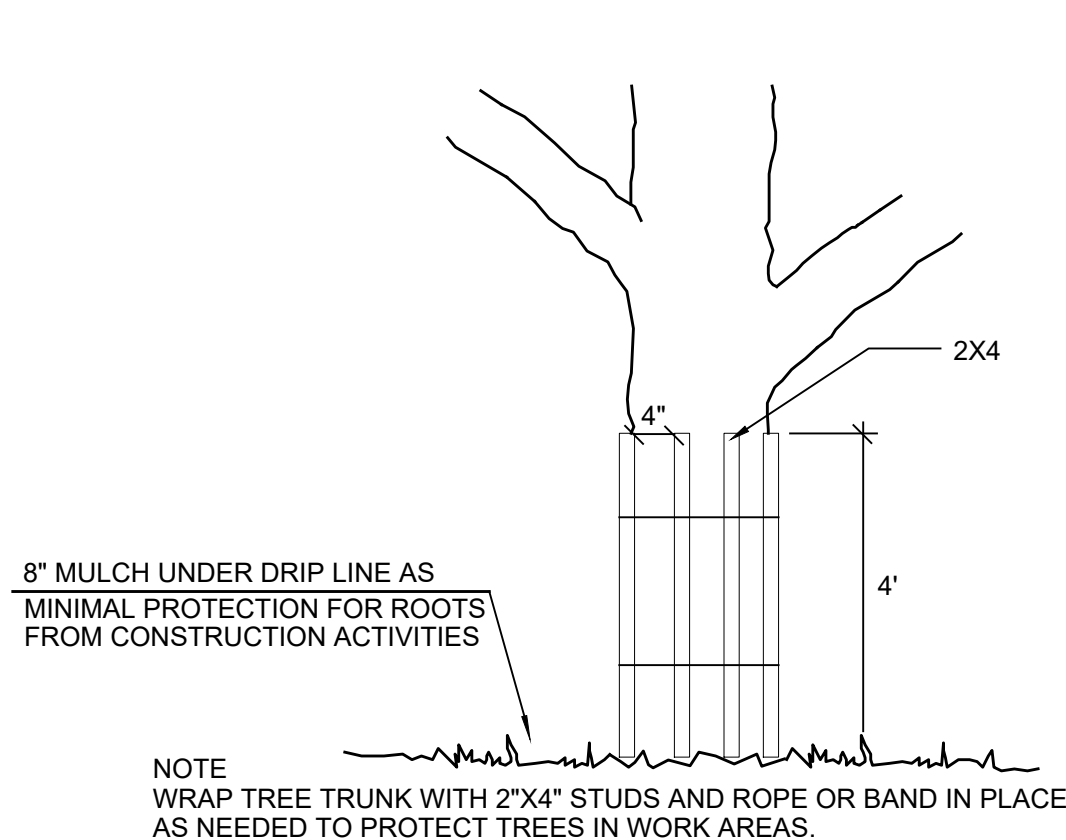 2X4
4"
4'
8" MULCH UNDER DRIP LINE AS
MINIMAL PROTECTION FOR ROOTS
FROM CONSTRUCTION ACTIVITIES
NOTE
WRAP TREE TRUNK WITH 2"X4" STUDS AND ROPE OR BAND IN PLACE
AS NEEDED TO PROTECT TREES IN WORK AREAS.